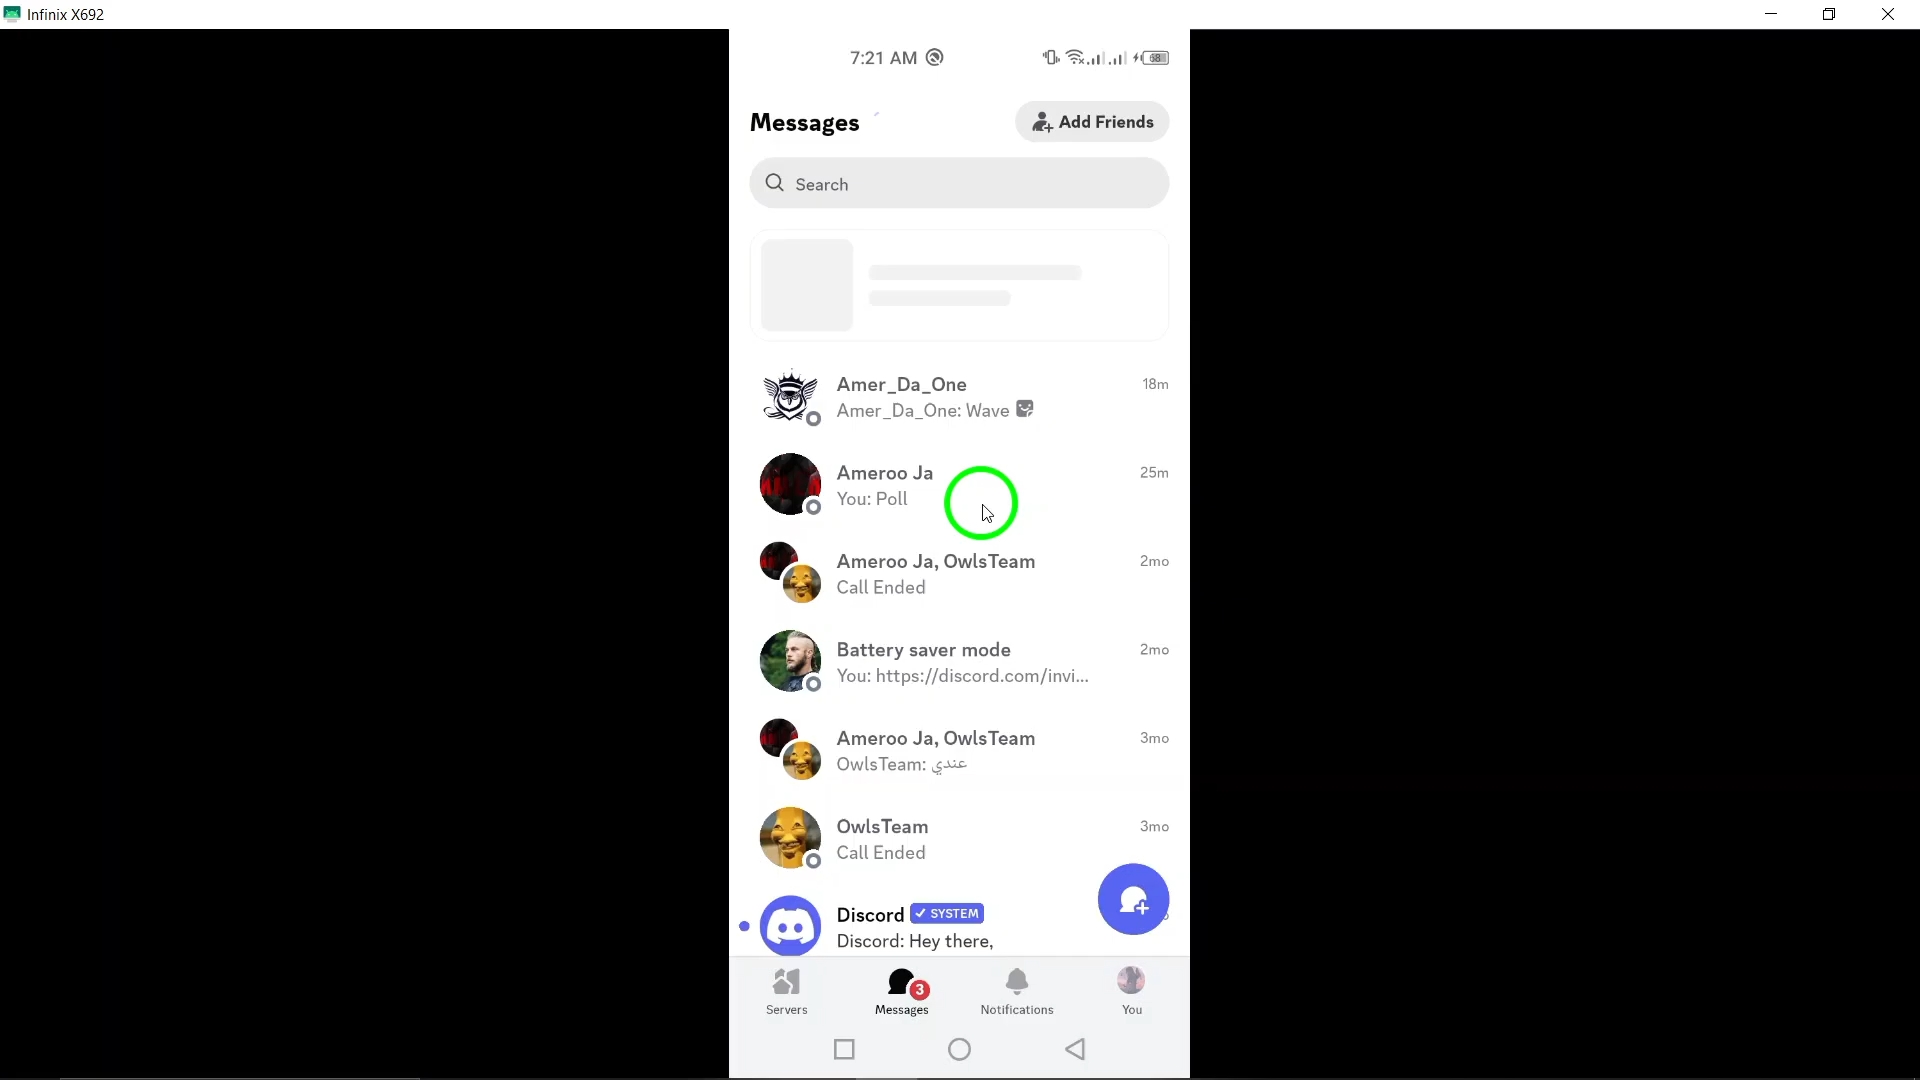 Infinix X692
7:21 AM
68
Messages
Add Friends
Search
Amer_Da_One
18m
Amer_Da_One: Wave
Ameroo Ja
25m
You: Poll
Ameroo Ja, OwlsTeam
2mo
Call Ended
Battery saver mode
2mo
You: https://discord.com/invi...
Ameroo Ja, OwlsTeam
3mo
OwlsTeam: عندي
OwlsTeam
3mo
Call Ended
Discord ✓ SYSTEM
Discord: Hey there,
3
Servers
Messages
Notifications
You